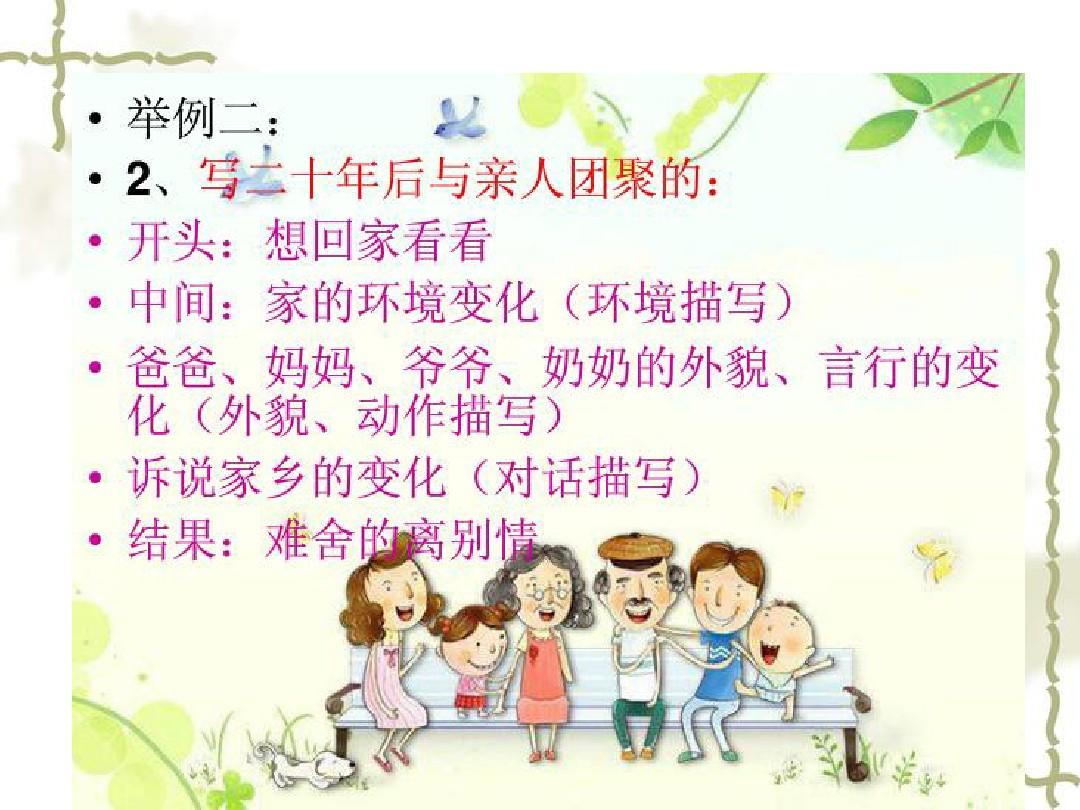 • 举例二：
• 2、写二十年后与亲人团聚的：
• 开头：想回家看看
• 中间：家的环境变化（环境描写）
• 爸爸、妈妈、爷爷、奶奶的外貌、言行的变
化（外貌、动作描写）
• 诉说家乡的变化（对话描写）
• 结果：难舍的离别情